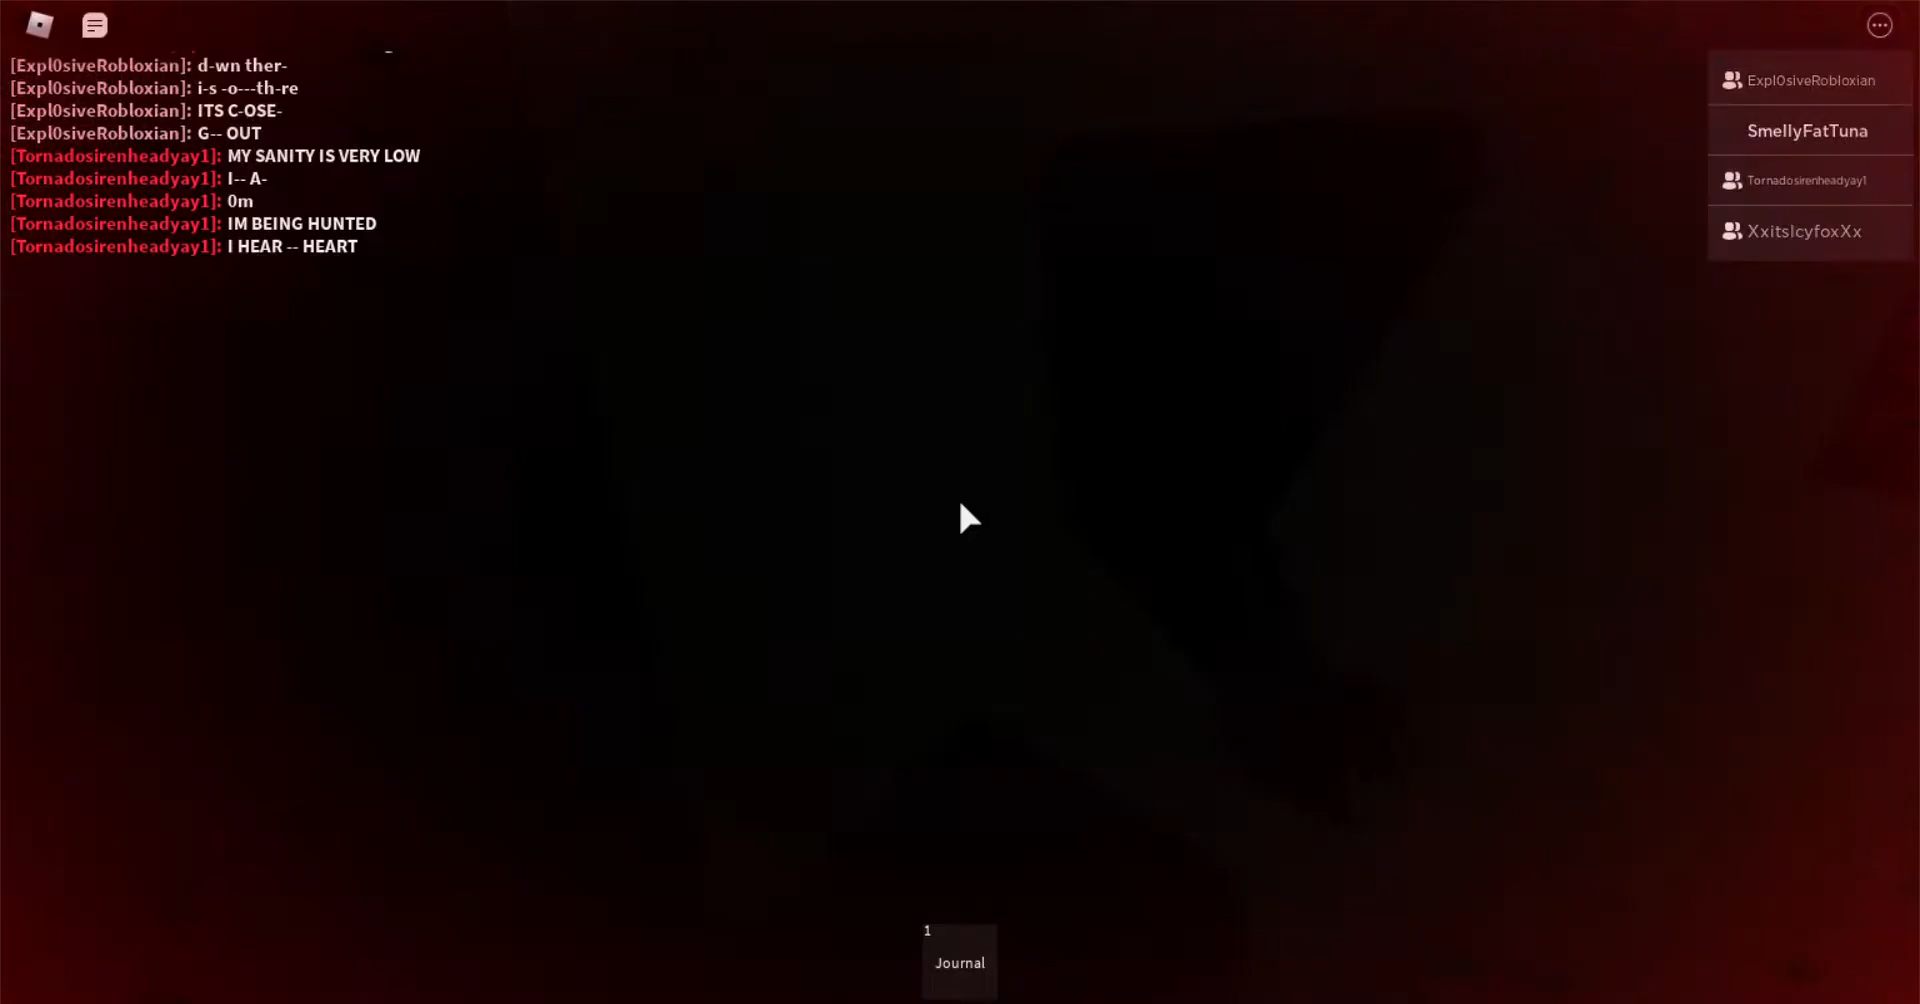 [Expl0siveRobloxian]: d-wn ther-
[Expl0siveRobloxian]: i-s -o---th-re
[Expl0siveRobloxian]: ITS C-OSE-
[Expl0siveRobloxian]: G-- OUT
[Tornadosirenheadyay1]: MY SANITY IS VERY LOW
[Tornadosirenheadyay1]: I-- A-
[Tornadosirenheadyay1]: 0m
[Tornadosirenheadyay1]: IM BEING HUNTED
[Tornadosirenheadyay1]: I HEAR -- HEART
Expl0siveRobloxian
SmellyFatTuna
Tornadosirenheadyay1
XxitsIcyfoxXx
1
Journal